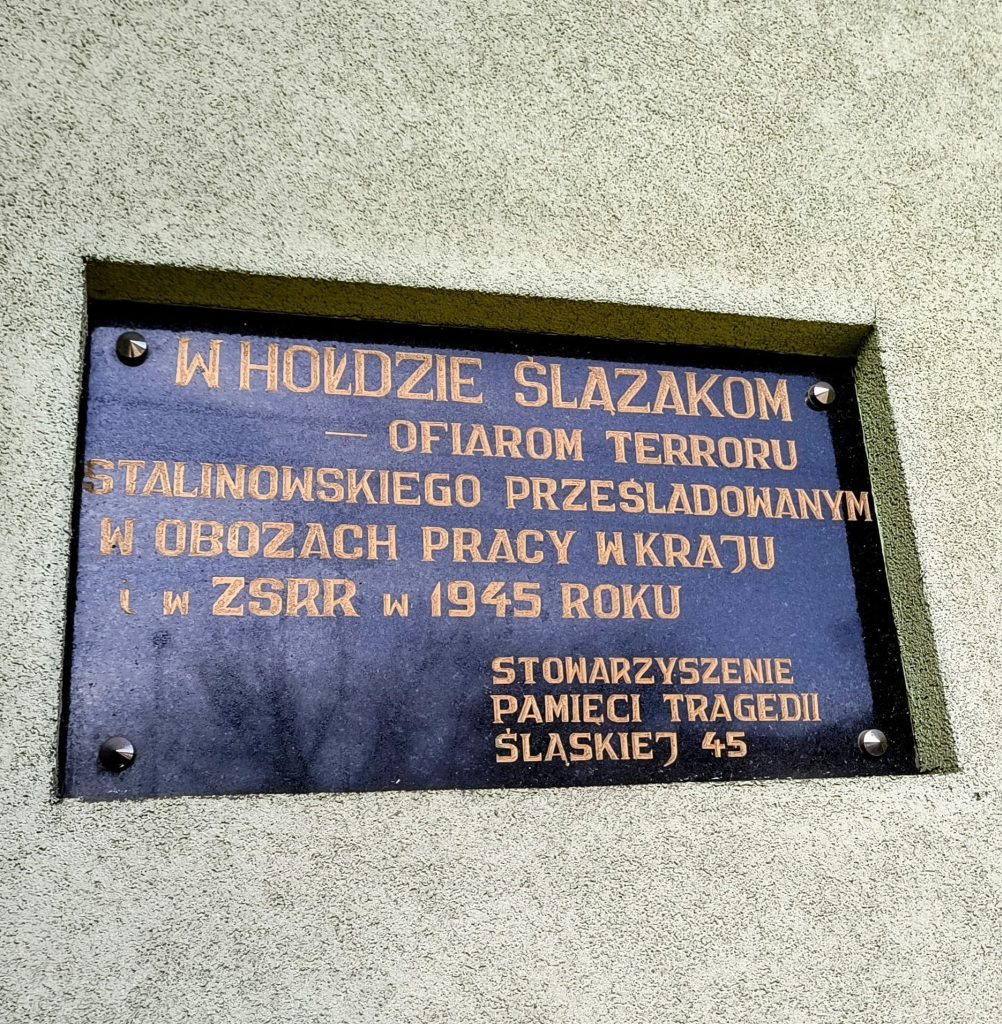 W HOŁDZIE ŚLĄZAKOM
— OFIAROM TERRORU
STALINOWSKIEGO PRZEŚLADOWANYM
W OBOZACH PRACY W KRAJU
i w ZSRR w 1945 ROKU
STOWARZYSZENIE
PAMIĘCI TRAGEDII
ŚLĄSKIEJ 45